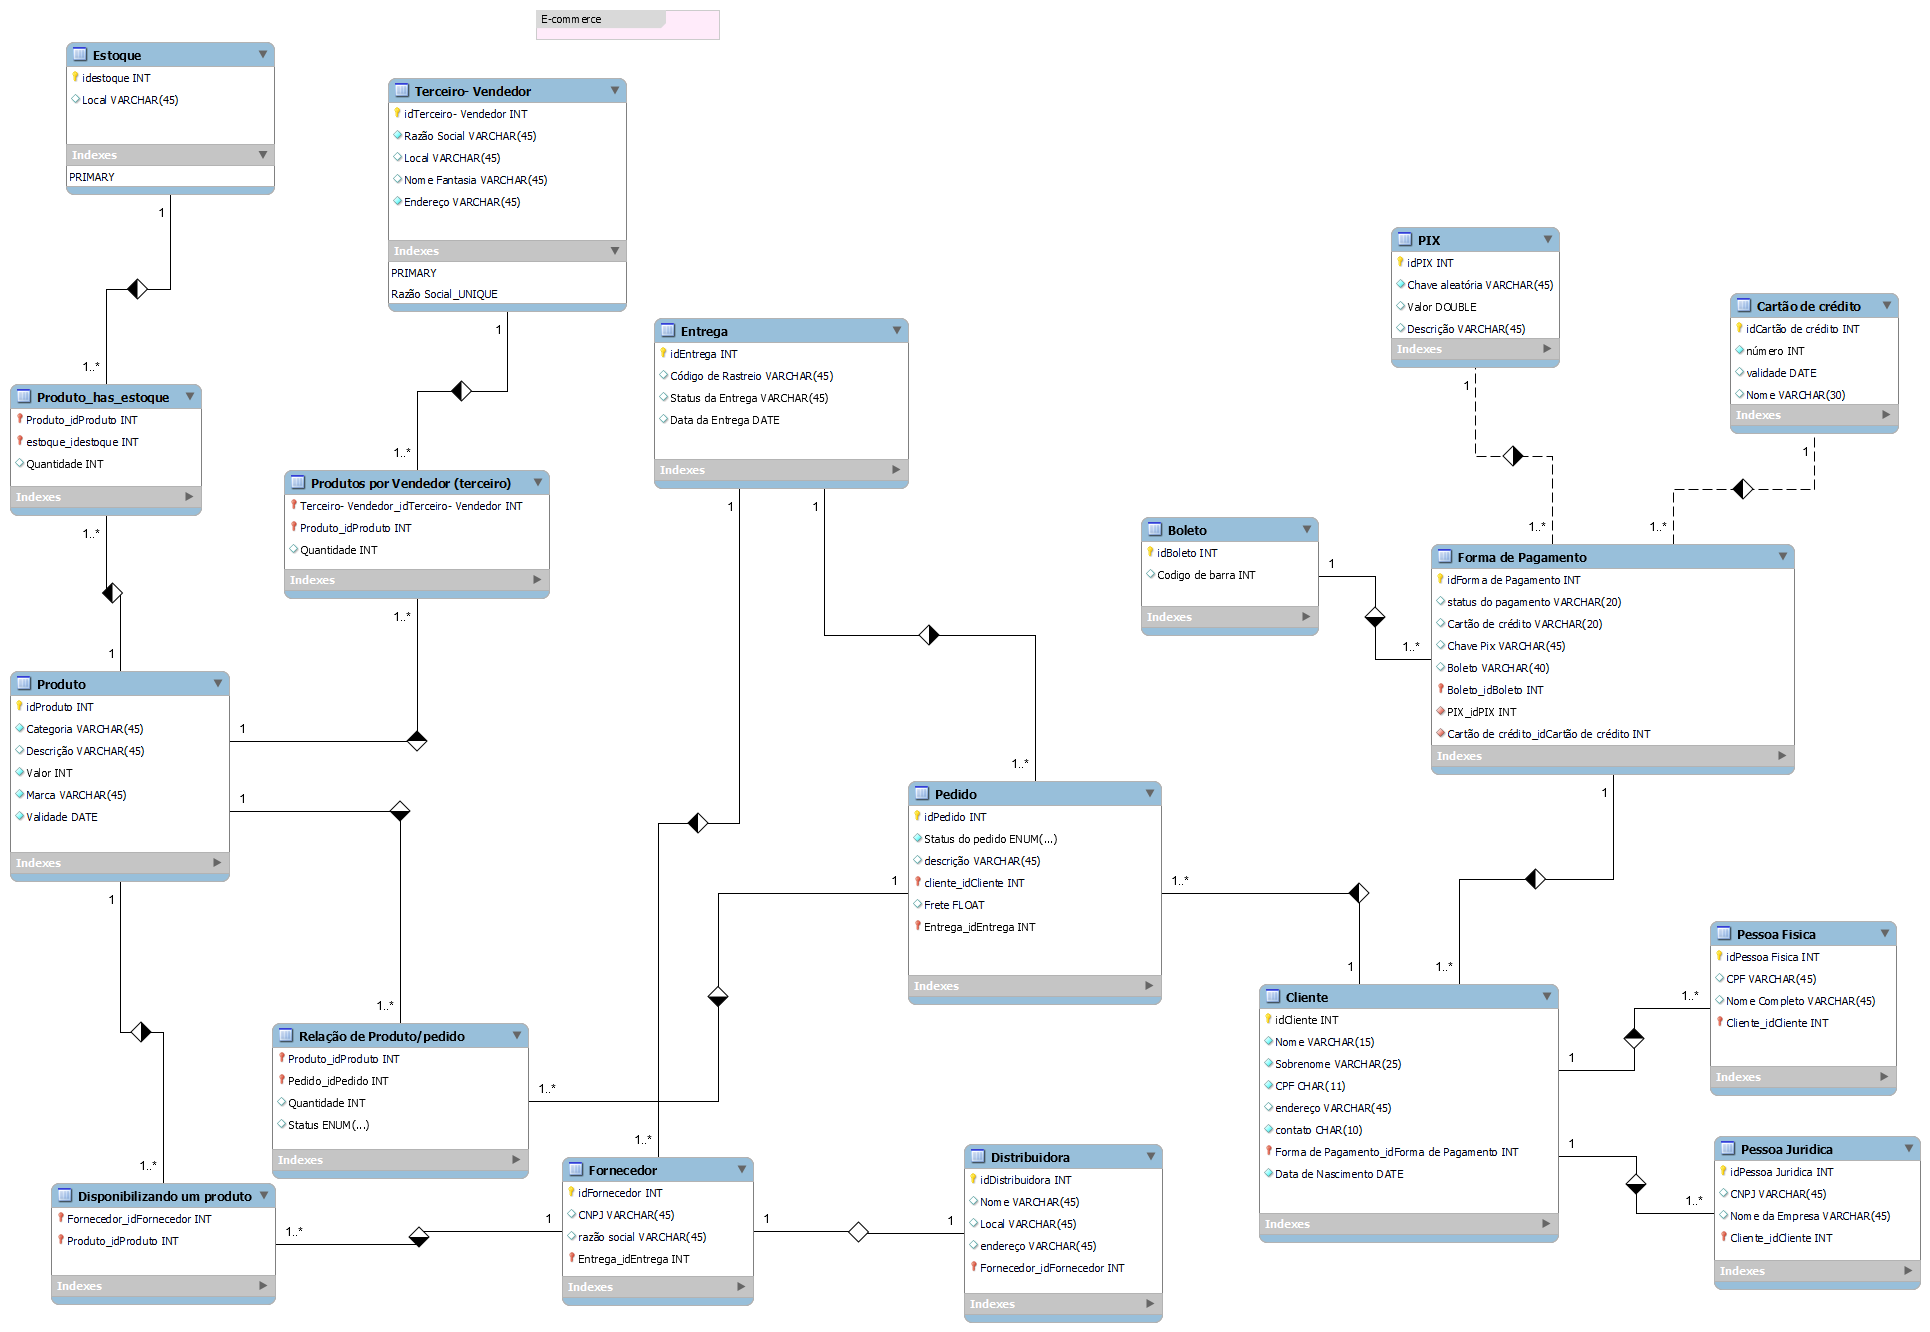 E-commerce
Estoque
idestoque INT
Local VARCHAR(45)
Indexes
PRIMARY
1
1..*
Terceiro- Vendedor
idTerceiro- Vendedor INT
Razão Social VARCHAR(45)
Local VARCHAR(45)
Nome Fantasia VARCHAR(45)
Endereço VARCHAR(45)
Indexes
PRIMARY
Razão Social_UNIQUE
1
1..*
Produto_has_estoque
Produto_idProduto INT
estoque_idestoque INT
Quantidade INT
Indexes
1..*
1
Produtos por Vendedor (terceiro)
Terceiro- Vendedor_idTerceiro- Vendedor INT
Produto_idProduto INT
Quantidade INT
Indexes
1..*
1
Entrega
idEntrega INT
Código de Rastreio VARCHAR(45)
Status da Entrega VARCHAR(45)
Data da Entrega DATE
Indexes
1
1
1..*
1..*
PIX
idPIX INT
Chave aleatória VARCHAR(45)
Valor DOUBLE
Descrição VARCHAR(45)
Indexes
1
1..*
Cartão de crédito
idCartão de crédito INT
número INT
validade DATE
Nome VARCHAR(30)
Indexes
1
1..*
Boleto
idBoleto INT
Codigo de barra INT
Indexes
1
1..*
Forma de Pagamento
idForma de Pagamento INT
status do pagamento VARCHAR(20)
Cartão de crédito VARCHAR(20)
Chave Pix VARCHAR(45)
Boleto VARCHAR(40)
Boleto_idBoleto INT
PIX_idPIX INT
Cartão de crédito_idCartão de crédito INT
Indexes
1
1..*
Produto
idProduto INT
Categoria VARCHAR(45)
Descrição VARCHAR(45)
Valor INT
Marca VARCHAR(45)
Validade DATE
Indexes
1
1
1..*
1..*
Pedido
idPedido INT
Status do pedido ENUM(...)
descrição VARCHAR(45)
cliente_idCliente INT
Frete FLOAT
Entrega_idEntrega INT
Indexes
1
1..*
1..*
1
Relação de Produto/pedido
Produto_idProduto INT
Pedido_idPedido INT
Quantidade INT
Status ENUM(...)
Indexes
Cliente
idCliente INT
Nome VARCHAR(15)
Sobrenome VARCHAR(25)
CPF CHAR(11)
endereço VARCHAR(45)
contato CHAR(10)
Forma de Pagamento_idForma de Pagamento INT
Data de Nascimento DATE
Indexes
1
1..*
1
1..*
Pessoa Fisica
idPessoa Fisica INT
CPF VARCHAR(45)
Nome Completo VARCHAR(45)
Cliente_idCliente INT
Indexes
Pessoa Juridica
idPessoa Juridica INT
CNPJ VARCHAR(45)
Nome da Empresa VARCHAR(45)
Cliente_idCliente INT
Indexes
Disponibilizando um produto
Fornecedor_idFornecedor INT
Produto_idProduto INT
Indexes
1..*
1
Fornecedor
idFornecedor INT
CNPJ VARCHAR(45)
razão social VARCHAR(45)
Entrega_idEntrega INT
Indexes
1
1
Distribuidora
idDistribuidora INT
Nome VARCHAR(45)
Local VARCHAR(45)
endereço VARCHAR(45)
Fornecedor_idFornecedor INT
Indexes